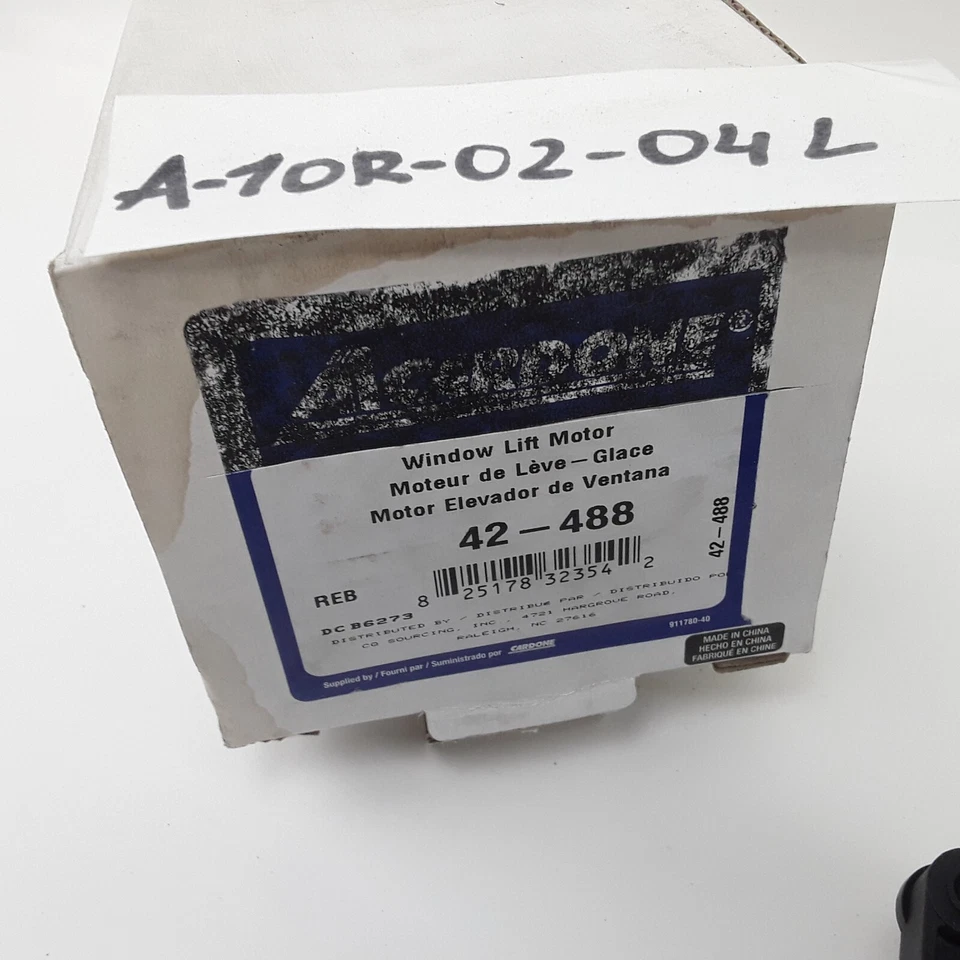 A-10R-02-04 L
A1 CARDONE®
Window Lift Motor
Moteur de Lève-Glace
Motor Elevador de Ventana
42-488
42-488
REB
8 25178 32354 2
DC B6273
DISTRIBUTED BY / DISTRIBUE PAR / DISTRIBUIDO POR
CQ SOURCING, INC., 4721 HARGROVE ROAD,
RALEIGH, NC 27616
911780-40
Supplied by / Fourni par / Suministrado por CARDONE
MADE IN CHINA
HECHO EN CHINA
FABRIQUÉ EN CHINE